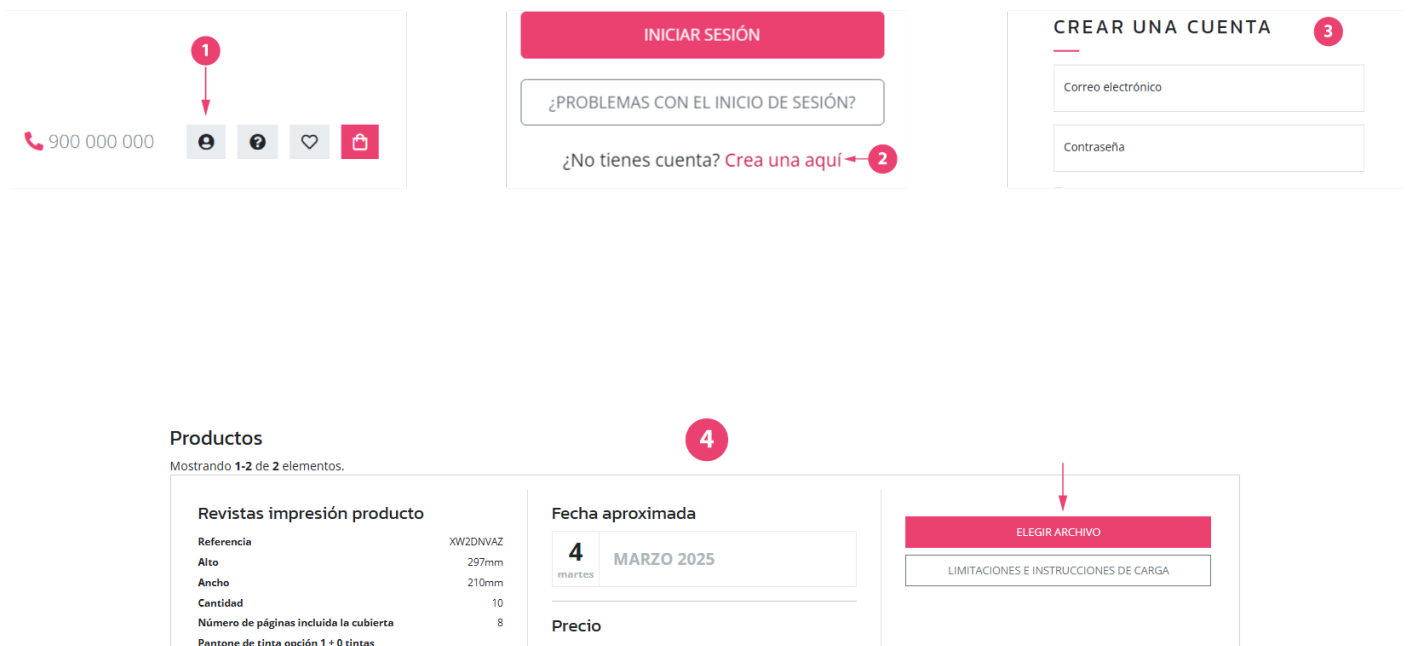 1
900 000 000
INICIAR SESIÓN
¿PROBLEMAS CON EL INICIO DE SESIÓN?
¿No tienes cuenta? Crea una aquí
2
CREAR UNA CUENTA
3
Correo electrónico
Contraseña
Productos
4
Mostrando 1-2 de 2 elementos.
Revistas impresión producto
Referencia XW2DNVAZ
Alto 297mm
Ancho 210mm
Cantidad 10
Número de páginas incluida la cubierta 8
Pantone de tinta opción 1 + 0 tintas
Fecha aproximada
4
martes
MARZO 2025
Precio
ELEGIR ARCHIVO
LIMITACIONES E INSTRUCCIONES DE CARGA